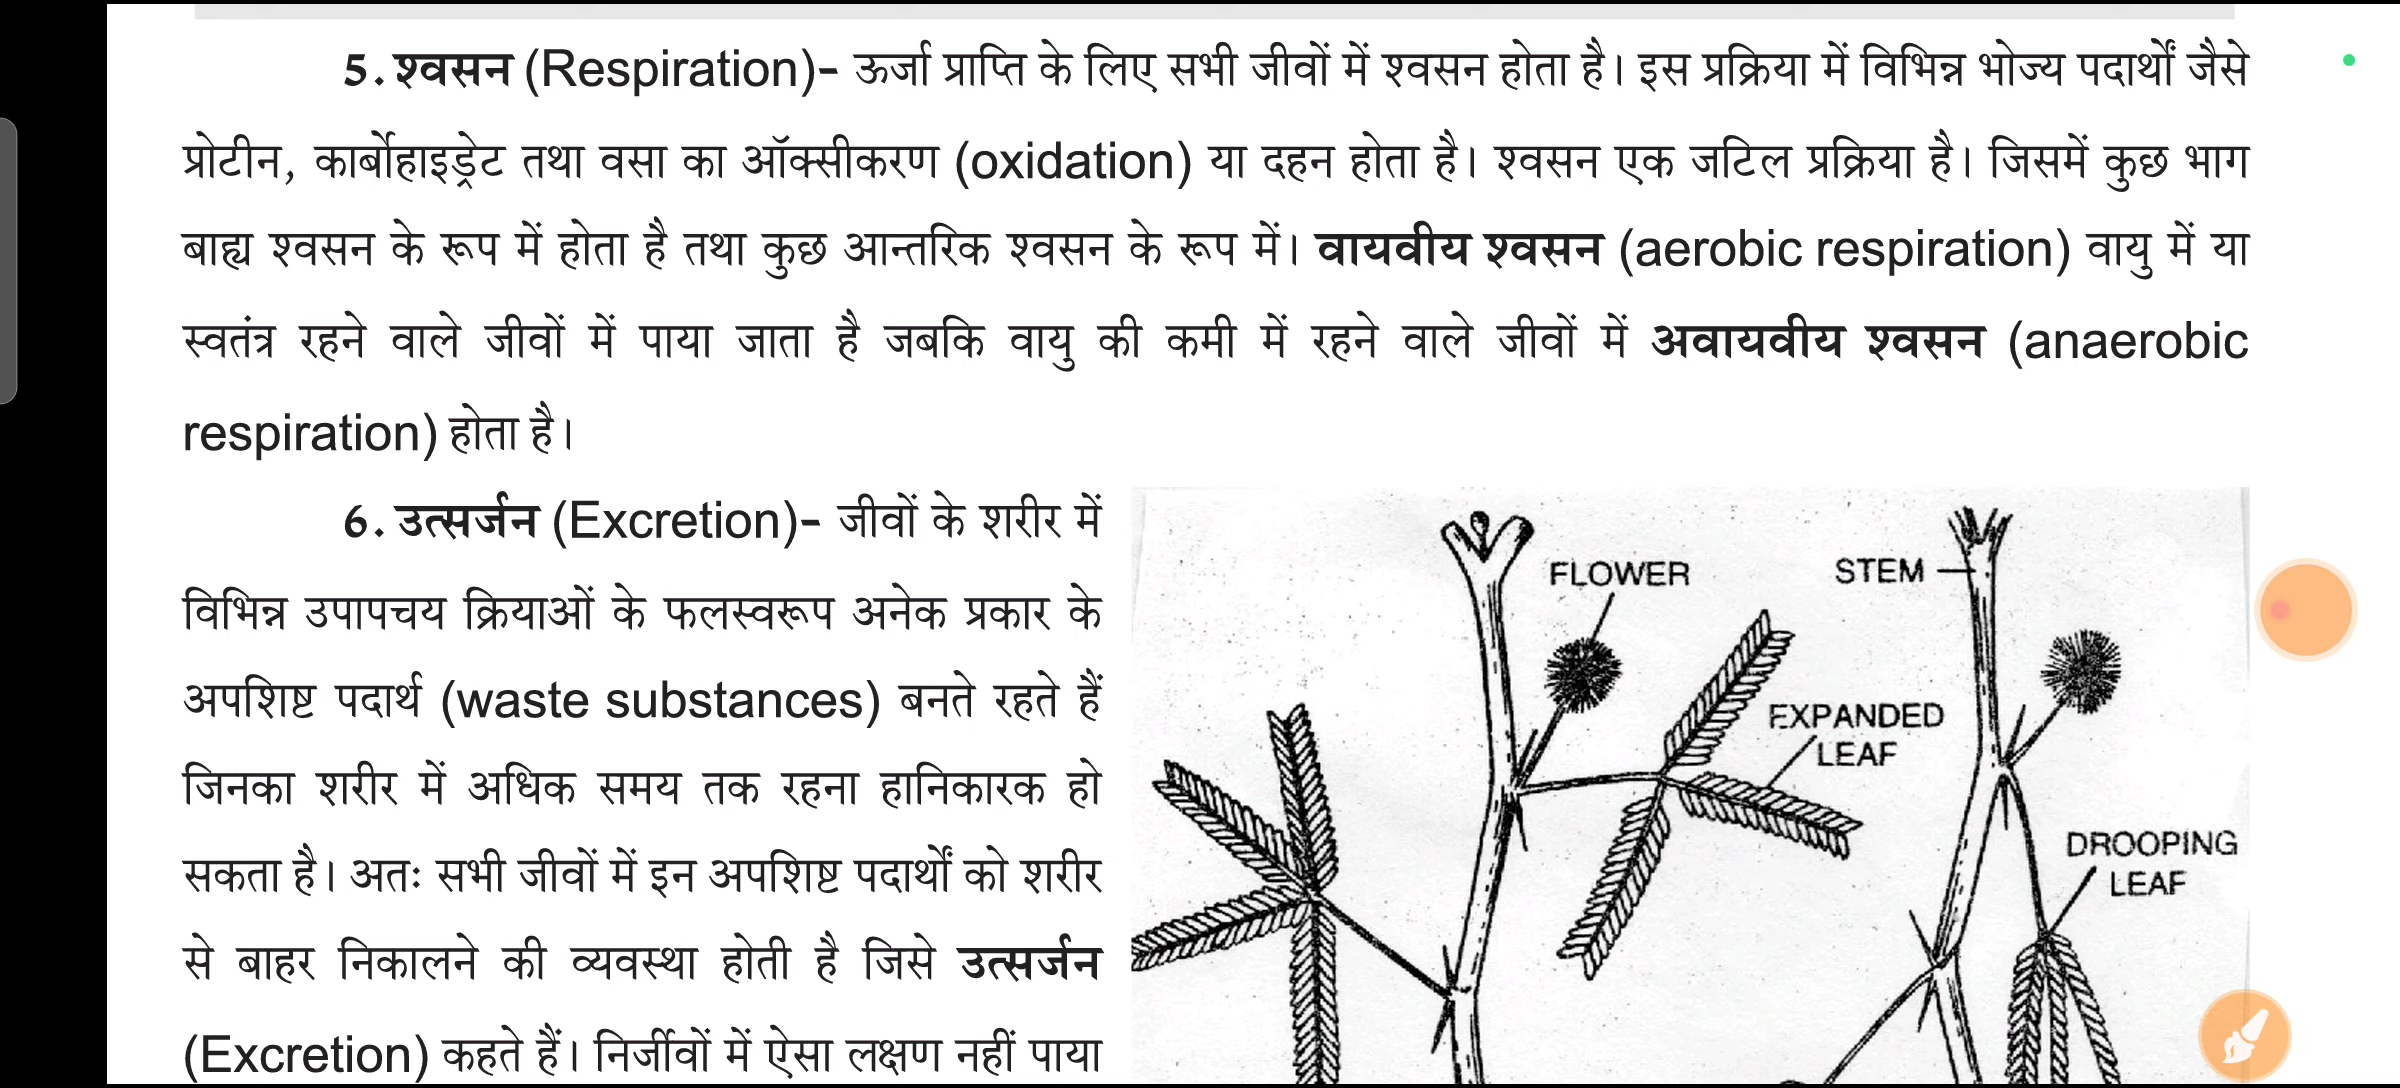 5. श्वसन (Respiration)- ऊर्जा प्राप्ति के लिए सभी जीवों में श्वसन होता है। इस प्रक्रिया में विभिन्न भोज्य पदार्थों जैसे
प्रोटीन, कार्बोहाइड्रेट तथा वसा का ऑक्सीकरण (oxidation) या दहन होता है। श्वसन एक जटिल प्रक्रिया है। जिसमें कुछ भाग
बाह्य श्वसन के रूप में होता है तथा कुछ आन्तरिक श्वसन के रूप में। वायवीय श्वसन (aerobic respiration) वायु में या
स्वतंत्र रहने वाले जीवों में पाया जाता है जबकि वायु की कमी में रहने वाले जीवों में अवायवीय श्वसन (anaerobic
respiration) होता है।
6. उत्सर्जन (Excretion)- जीवों के शरीर में
विभिन्न उपापचय क्रियाओं के फलस्वरूप अनेक प्रकार के
अपशिष्ट पदार्थ (waste substances) बनते रहते हैं
जिनका शरीर में अधिक समय तक रहना हानिकारक हो
सकता है। अतः सभी जीवों में इन अपशिष्ट पदार्थों को शरीर
से बाहर निकालने की व्यवस्था होती है जिसे उत्सर्जन
(Excretion) कहते हैं। निर्जीवों में ऐसा लक्षण नहीं पाया
FLOWER
STEM
EXPANDED
LEAF
DROOPING
LEAF